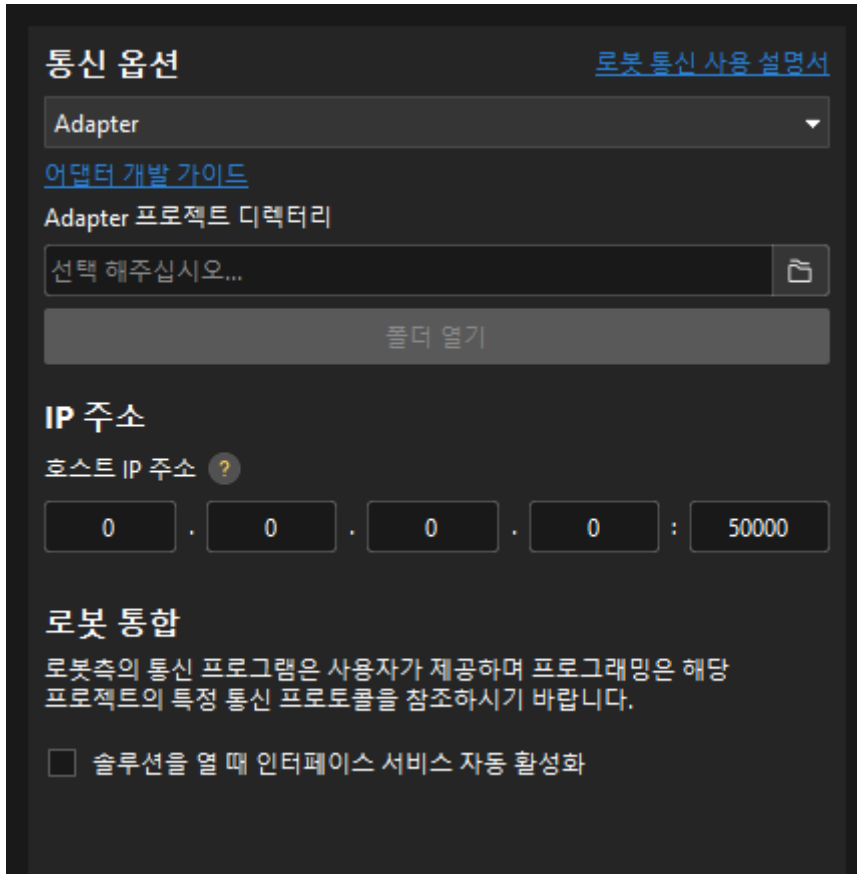 통신 옵션
로봇 통신 사용 설명서
Adapter
어댑터 개발 가이드
Adapter 프로젝트 디렉터리
선택 해주십시오...
폴더 열기
IP 주소
호스트 IP 주소 ?
0 . 0 . 0 . 0 : 50000
로봇 통합
로봇측의 통신 프로그램은 사용자가 제공하며 프로그래밍은 해당
프로젝트의 특정 통신 프로토콜을 참조하시기 바랍니다.
솔루션을 열 때 인터페이스 서비스 자동 활성화